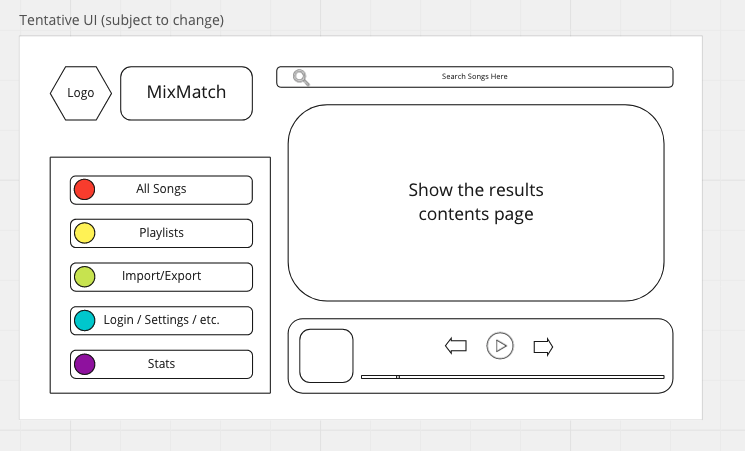 Tentative UI (subject to change)
Logo
MixMatch
Search Songs Here
All Songs
Playlists
Import/Export
Login / Settings / etc.
Stats
Show the results
contents page